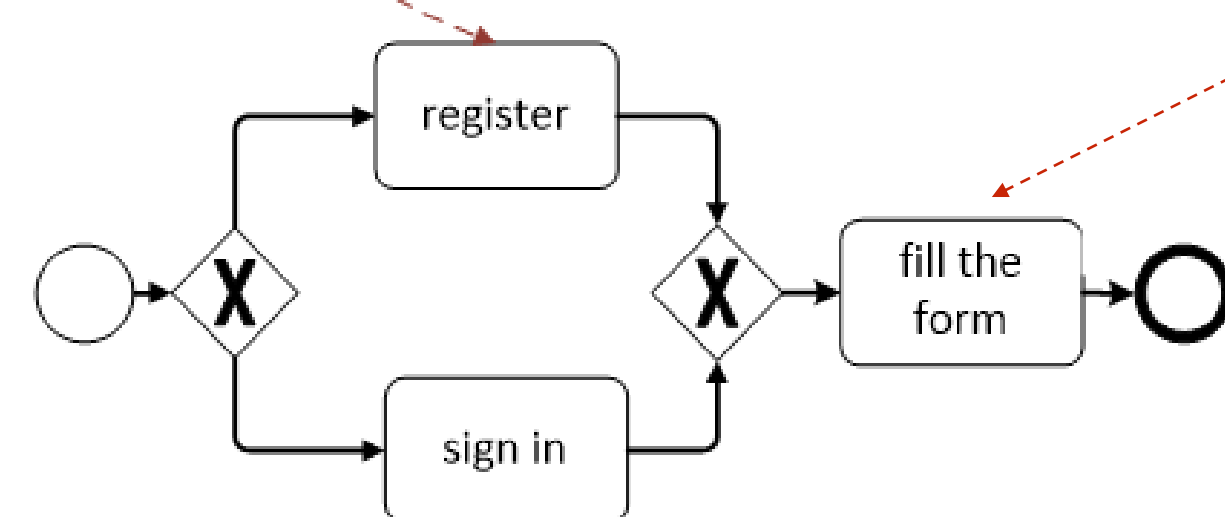 register
X
X
fill the
form
sign in